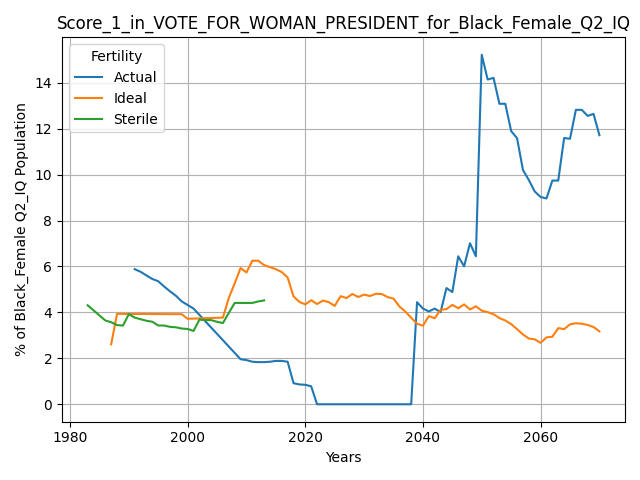 Score_1_in_VOTE_FOR_WOMAN_PRESIDENT_for_Black_Female_Q2_IQ
Fertility
Actual
Ideal
Sterile
% of Black_Female Q2_IQ Population
14
12
10
8
6
4
2
0
1980
2000
2020
2040
2060
Years